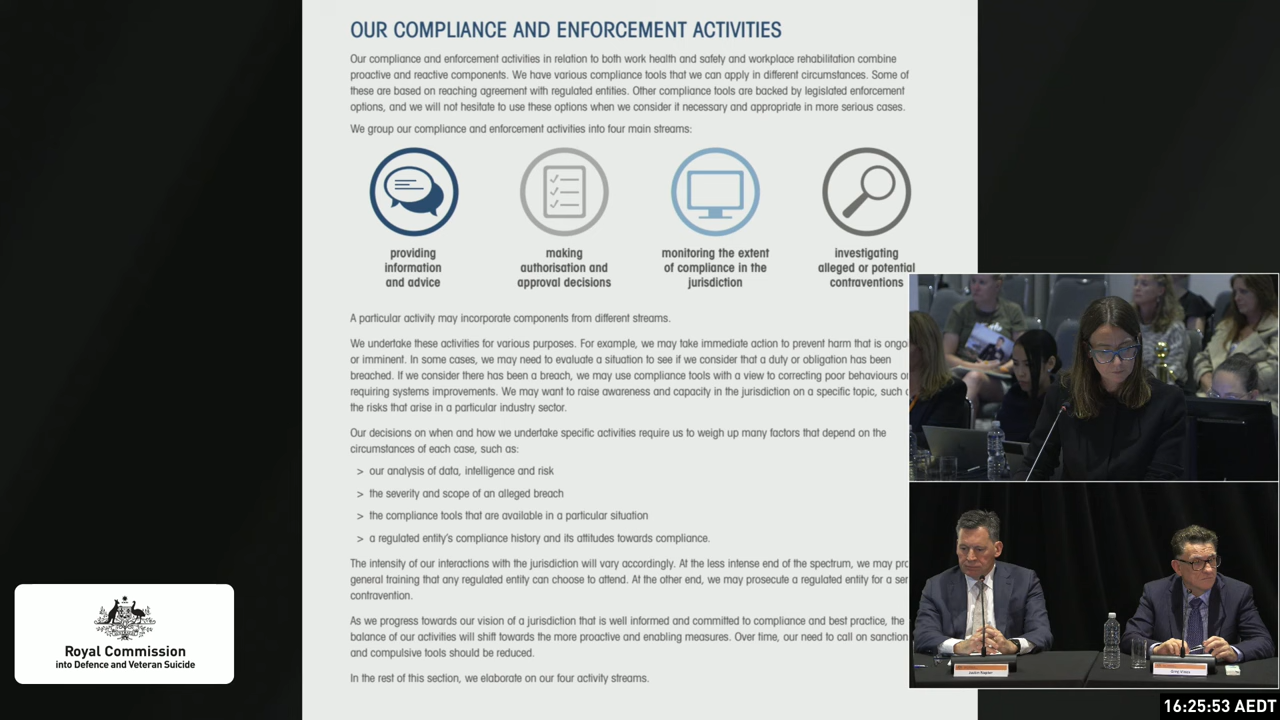 OUR COMPLIANCE AND ENFORCEMENT ACTIVITIES
Our compliance and enforcement activities in relation to both work health and safety and workplace rehabilitation combine
proactive and reactive components. We have various compliance tools that we can apply in different circumstances. Some of
these are based on reaching agreement with regulated entities. Other compliance tools are backed by legislated enforcement
options, and we will not hesitate to use these options when we consider it necessary and appropriate in more serious cases.
We group our compliance and enforcement activities into four main streams:
providing
information
and advice
making
authorisation and
approval decisions
monitoring the extent
of compliance in the
jurisdiction
investigating
alleged or potential
contraventions
A particular activity may incorporate components from different streams.
We undertake these activities for various purposes. For example, we may take immediate action to prevent harm that is ongo
or imminent. In some cases, we may need to evaluate a situation to see if we consider that a duty or obligation has been
breached. If we consider there has been a breach, we may use compliance tools with a view to correcting poor behaviours or
requiring systems improvements. We may want to raise awareness and capacity in the jurisdiction on a specific topic, such
the risks that arise in a particular industry sector.
Our decisions on when and how we undertake specific activities require us to weigh up many factors that depend on the
circumstances of each case, such as:
> our analysis of data, intelligence and risk
> the severity and scope of an alleged breach
> the compliance tools that are available in a particular situation
> a regulated entity's compliance history and its attitudes towards compliance.
The intensity of our interactions with the jurisdiction will vary accordingly. At the less intense end of the spectrum, we may pro
general training that any regulated entity can choose to attend. At the other end, we may prosecute a regulated entity for a ser
contravention.
As we progress towards our vision of a jurisdiction that is well informed and committed to compliance and best practice, the
balance of our activities will shift towards the more proactive and enabling measures. Over time, our need to call on sanction
and compulsive tools should be reduced.
In the rest of this section, we elaborate on our four activity streams.
Royal Commission
into Defence and Veteran Suicide
Justin Napier
Greg Vines
16:25:53 AEDT